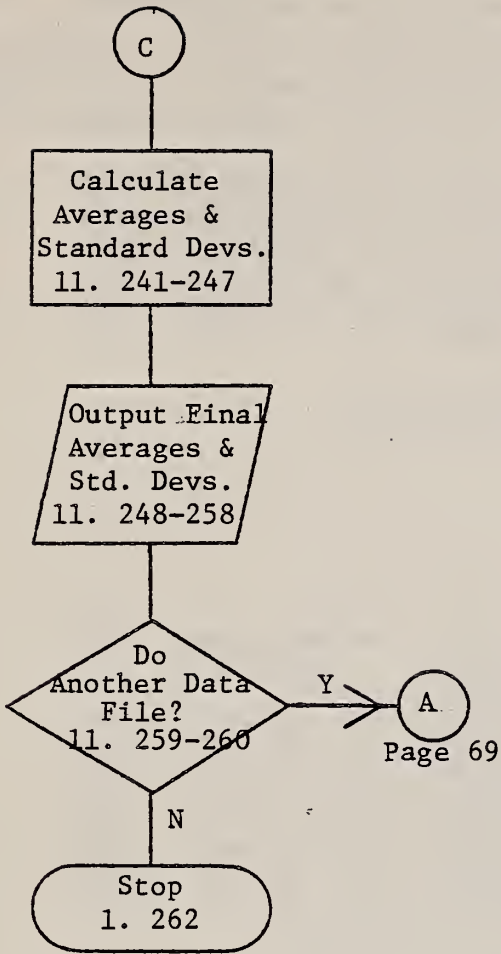 C
Calculate
Averages &
Standard Devs.
11. 241-247
Output Final
Averages &
Std. Devs.
11. 248-258
Do
Another Data
File?
11. 259-260
Y
A
Page 69
N
Stop
1. 262